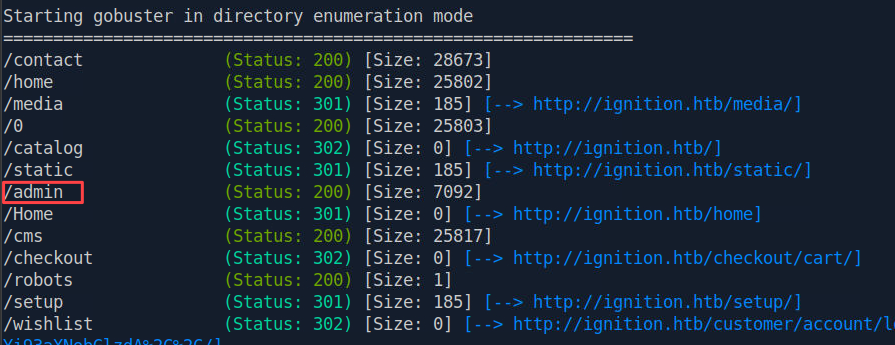 Starting gobuster in directory enumeration mode
===============================================================
/contact (Status: 200) [Size: 28673]
/home (Status: 200) [Size: 25802]
/media (Status: 301) [Size: 185] [--> http://ignition.htb/media/]
/0 (Status: 200) [Size: 25803]
/catalog (Status: 302) [Size: 0] [--> http://ignition.htb/]
/static (Status: 301) [Size: 185] [--> http://ignition.htb/static/]
/admin (Status: 200) [Size: 7092]
/Home (Status: 301) [Size: 0] [--> http://ignition.htb/home]
/cms (Status: 200) [Size: 25817]
/checkout (Status: 302) [Size: 0] [--> http://ignition.htb/checkout/cart/]
/robots (Status: 200) [Size: 1]
/setup (Status: 301) [Size: 185] [--> http://ignition.htb/setup/]
/wishlist (Status: 302) [Size: 0] [--> http://ignition.htb/customer/account/l